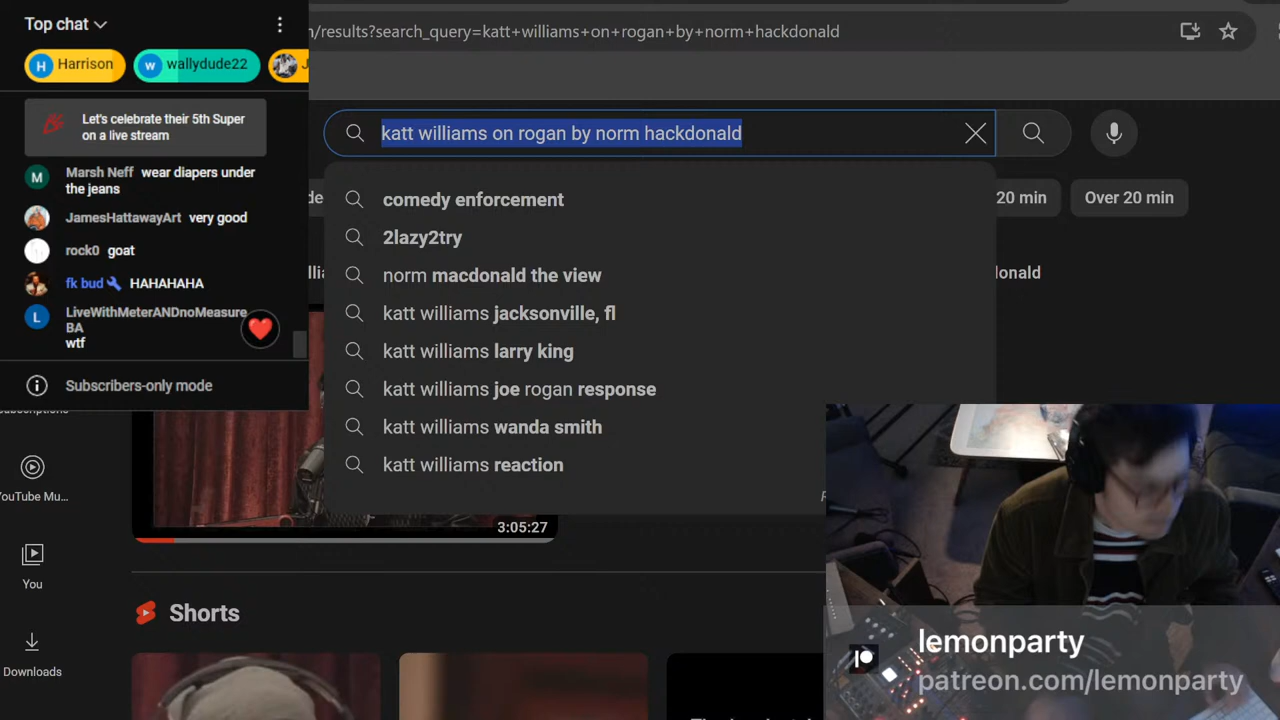 Top chat
n/results?search_query=katt+williams+on+rogan+by+norm+hackdonald
H Harrison
w wallydude22
J
Let's celebrate their 5th Super
on a live stream
M Marsh Neff wear diapers under
the jeans
JamesHattawayArt very good
rock0 goat
fk bud HAHAHAHA
L LiveWithMeterANDnoMeasure
BA
wtf
Subscribers-only mode
katt williams on rogan by norm hackdonald
comedy enforcement
2lazy2try
norm macdonald the view
katt williams jacksonville, fl
katt williams larry king
katt williams joe rogan response
katt williams wanda smith
katt williams reaction
20 min
Over 20 min
onald
3:05:27
YouTube Mu...
You
Downloads
Shorts
lemonparty
patreon.com/lemonparty